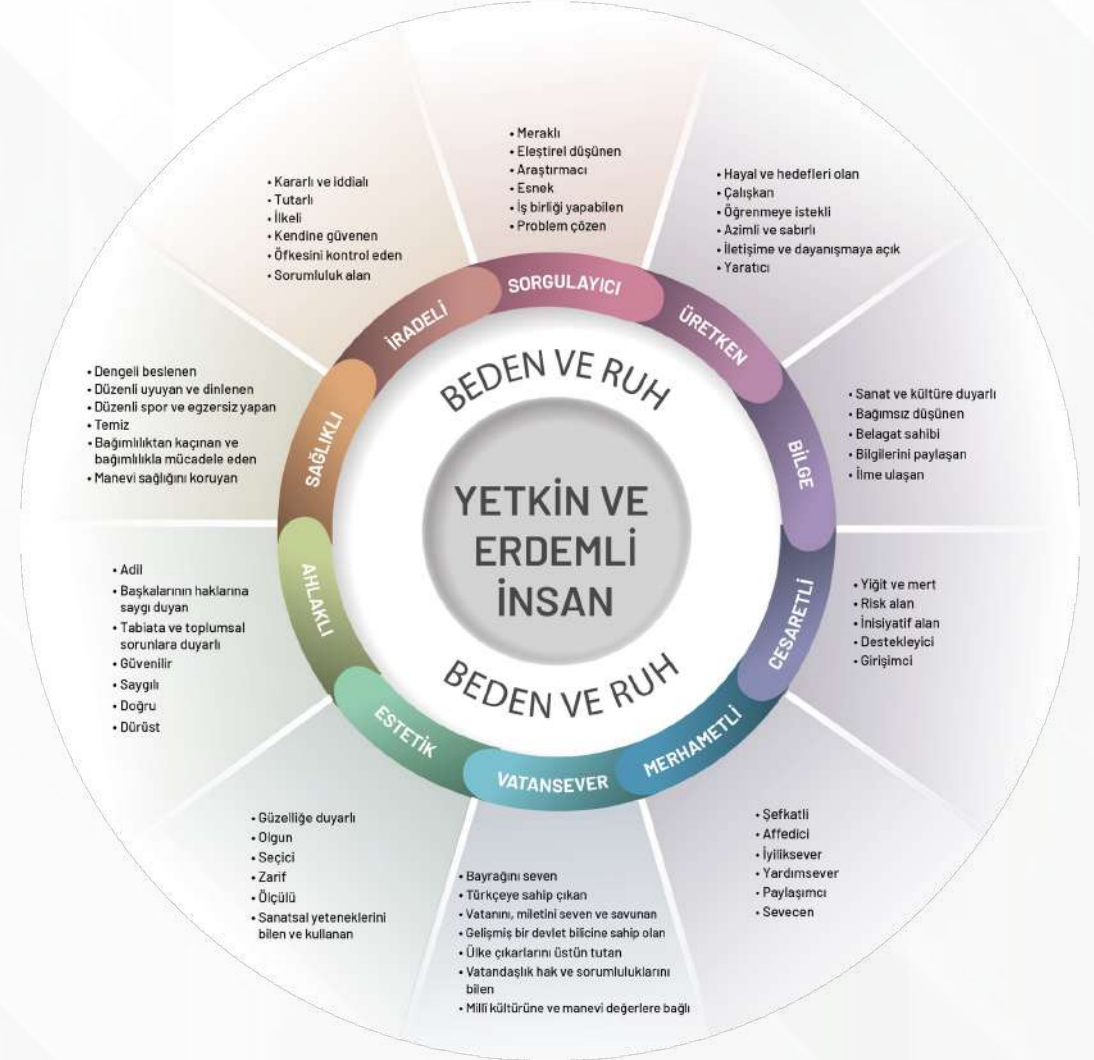 • Meraklı
• Eleştirel düşünen
• Araştırmacı
• Esnek
• İş birliği yapabilen
• Problem çözen
• Hayal ve hedefleri olan
• Çalışkan
• Öğrenmeye istekli
• Azimli ve sabırlı
• İletişime ve dayanışmaya açık
• Yaratıcı
• Kararlı ve iddialı
• Tutarlı
• İlkeli
• Kendine güvenen
• Öfkesini kontrol eden
• Sorumluluk alan
SORGULAYICI
ÜRETKEN
İRADELİ
BEDEN VE RUH
• Dengeli beslenen
• Düzenli uyuyan ve dinlenen
• Düzenli spor ve egzersiz yapan
• Temiz
• Bağımlılıktan kaçınan ve
bağımlılıkla mücadele eden
• Manevi sağlığını koruyan
SAĞLIKLI
BİLGE
• Sanat ve kültüre duyarlı
• Bağımsız düşünen
• Belagat sahibi
• Bilgilerini paylaşan
• İlme ulaşan
YETKİN VE
ERDEMLİ
İNSAN
• Adil
• Başkalarının haklarına
saygı duyan
• Tabiata ve toplumsal
sorunlara duyarlı
• Güvenilir
• Saygılı
• Doğru
• Dürüst
AHLAKLI
CESARETLİ
• Yiğit ve mert
• Risk alan
• İnisiyatif alan
• Destekleyici
• Girişimci
BEDEN VE RUH
ESTETİK
VATANSEVER
MERHAMETLİ
• Güzelliğe duyarlı
• Olgun
• Seçici
• Zarif
• Ölçülü
• Sanatsal yeteneklerini
bilen ve kullanan
• Bayrağını seven
• Türkçeye sahip çıkan
• Vatanını, milletini seven ve savunan
• Gelişmiş bir devlet bilicine sahip olan
• Ülke çıkarlarını üstün tutan
• Vatandaşlık hak ve sorumluluklarını
bilen
• Millî kültürüne ve manevi değerlere bağlı
• Şefkatli
• Affedici
• İyiliksever
• Yardımsever
• Paylaşımcı
• Sevecen